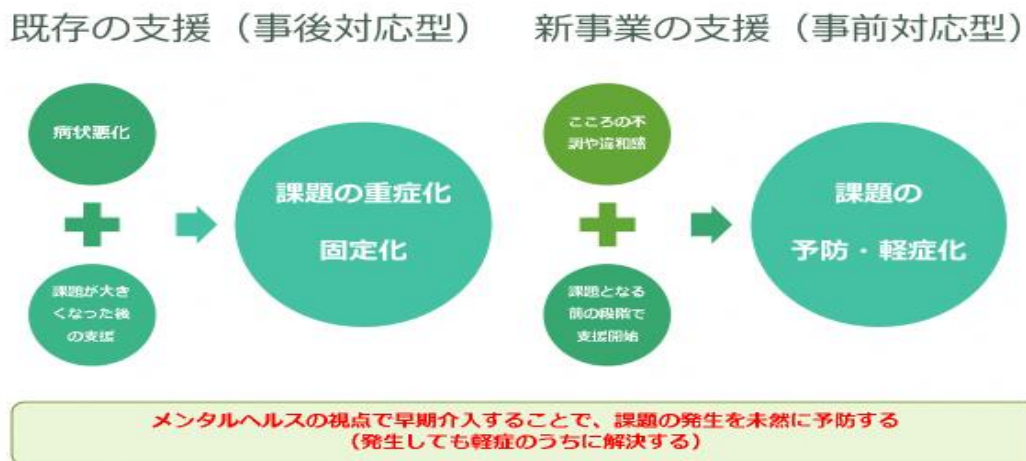 既存の支援（事後対応型）
病状悪化
課題が大き
くなった後
の支援
課題の重症化
固定化
新事業の支援（事前対応型）
こころの不
調や違和感
課題となる
前の段階で
支援開始
課題の
予防・軽症化
メンタルヘルスの視点で早期介入することで、課題の発生を未然に予防する
（発生しても軽症のうちに解決する）